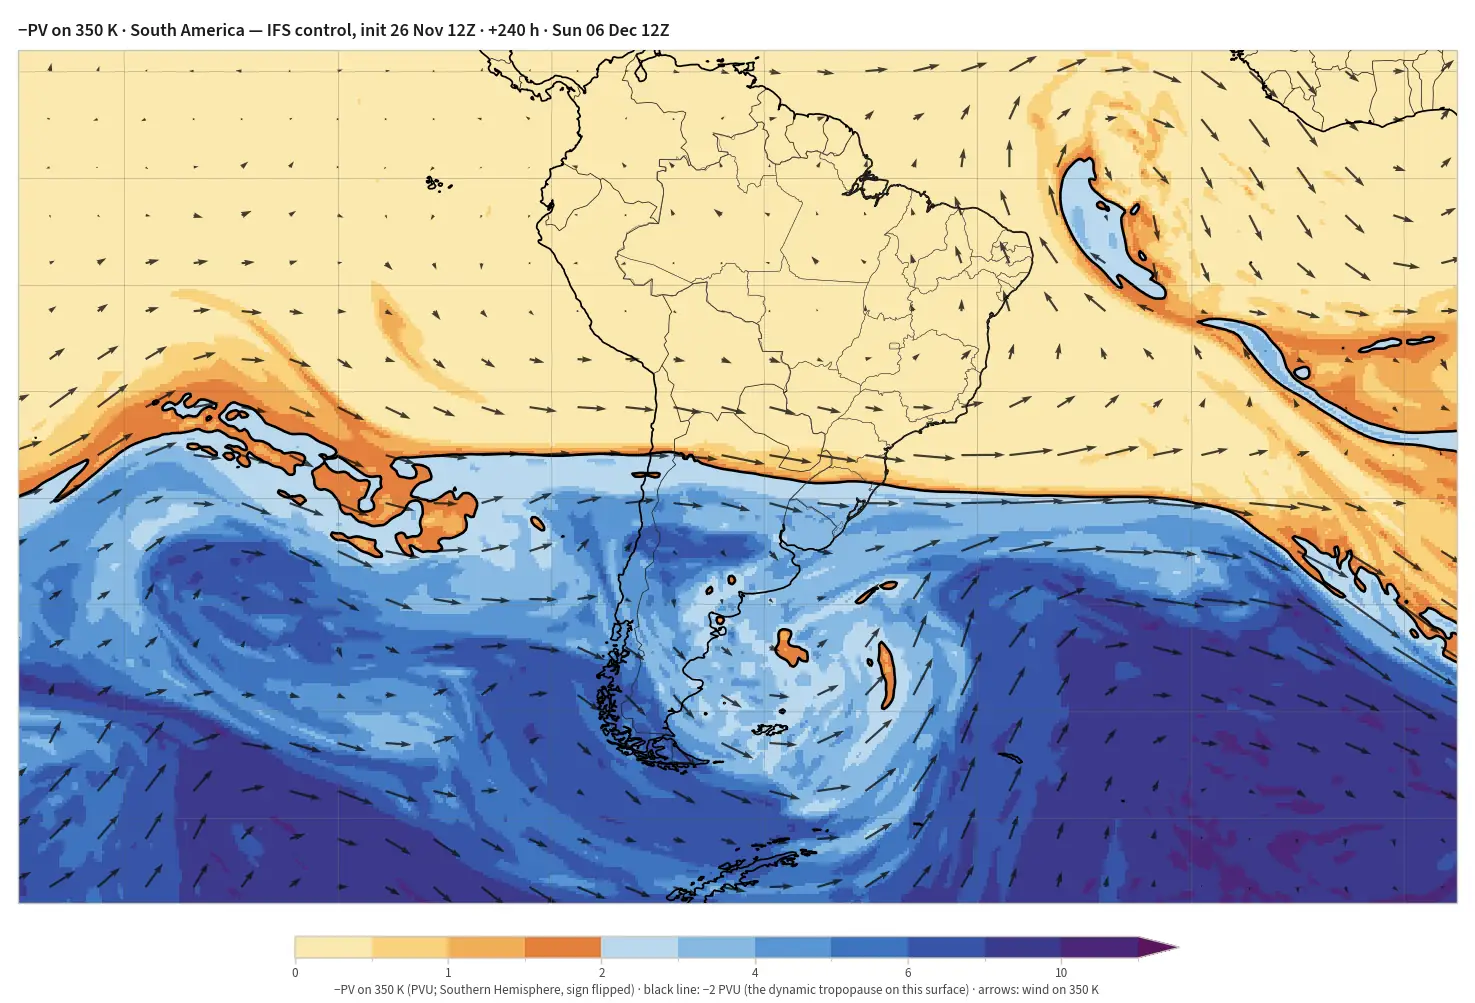 −PV on 350 K · South America — IFS control, init 26 Nov 12Z · +240 h · Sun 06 Dec 12Z
0 1 2 4 6 10
−PV on 350 K (PVU; Southern Hemisphere, sign flipped) · black line: −2 PVU (the dynamic tropopause on this surface) · arrows: wind on 350 K